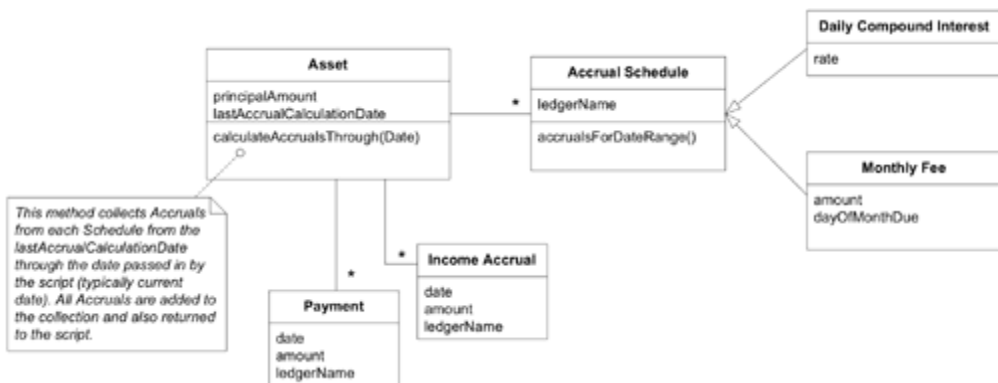 Daily Compound Interest
rate
Asset
principalAmount
lastAccrualCalculationDate
calculateAccrualsThrough(Date)
*
Accrual Schedule
ledgerName
accrualsForDateRange()
Monthly Fee
amount
dayOfMonthDue
This method collects Accruals
from each Schedule from the
lastAccrualCalculationDate
through the date passed in by
the script (typically current
date). All Accruals are added to
the collection and also returned
to the script.
*
Income Accrual
date
amount
ledgerName
*
Payment
date
amount
ledgerName